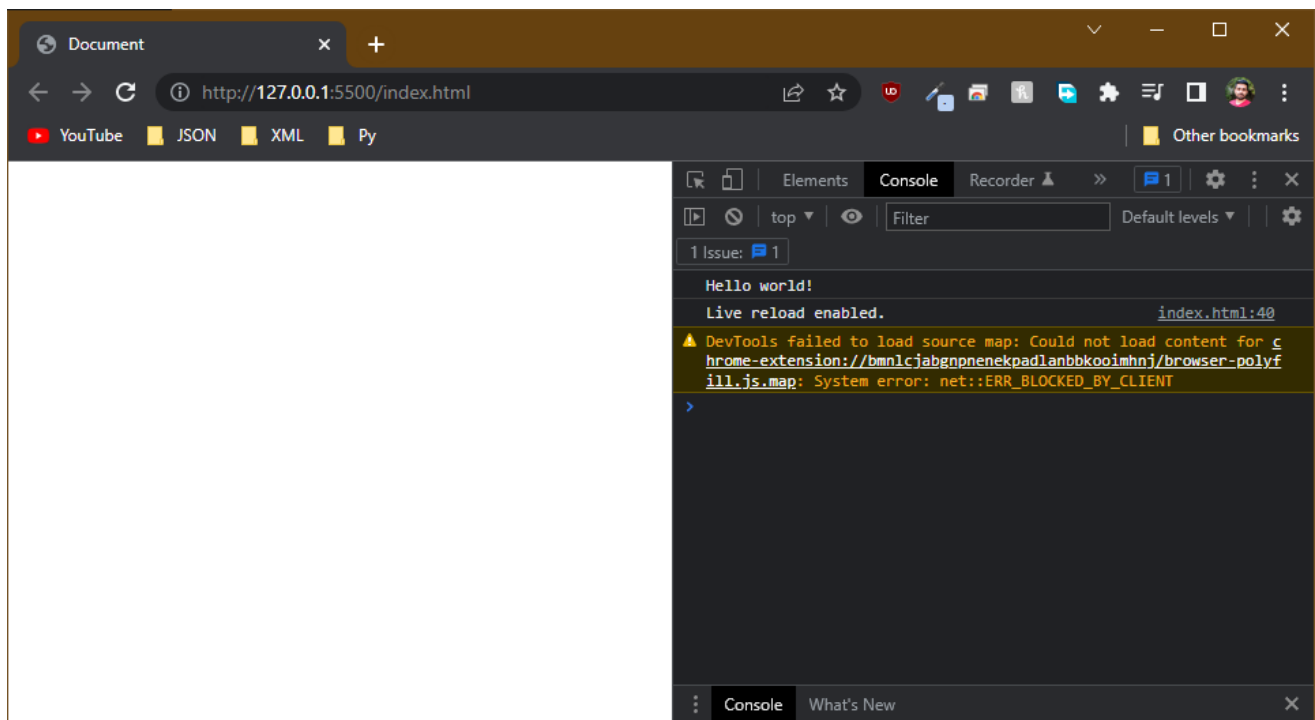 Document
http://127.0.0.1:5500/index.html
YouTube JSON XML Py Other bookmarks
Elements Console Recorder » 1
top Filter Default levels
1 Issue: 1
Hello world!
Live reload enabled. index.html:40
DevTools failed to load source map: Could not load content for c
hrome-extension://bmnlcjabgnpnenekpadlanbbkooimhnj/browser-polyf
ill.js.map: System error: net::ERR_BLOCKED_BY_CLIENT
Console What's New